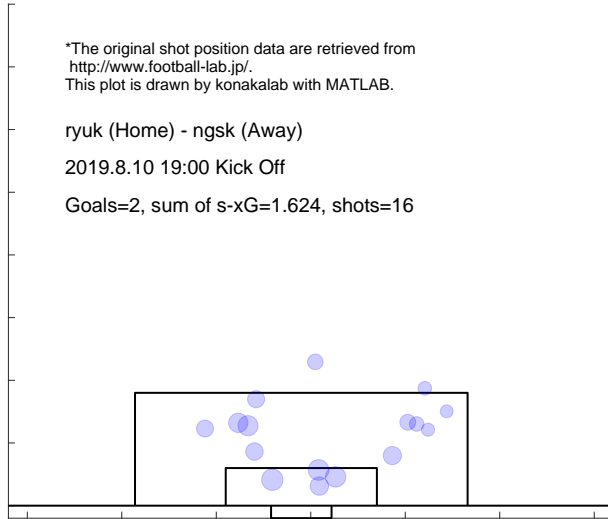 *The original shot position data are retrieved from
http://www.football-lab.jp/.
This plot is drawn by konakalab with MATLAB.
ryuk (Home) - ngsk (Away)
2019.8.10 19:00 Kick Off
Goals=2, sum of s-xG=1.624, shots=16